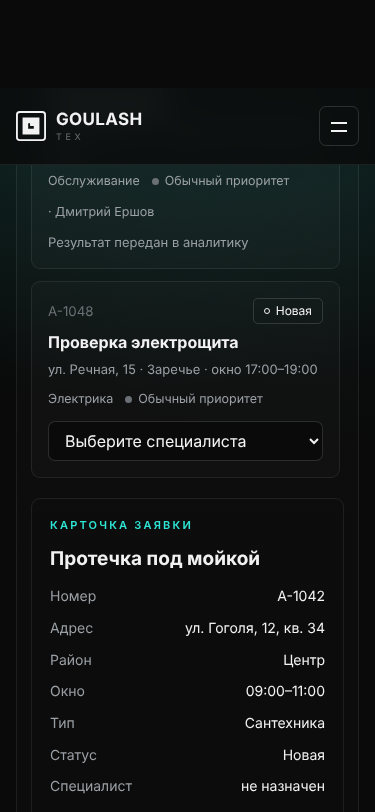 GOULASH
ТЕХ
Обслуживание Обычный приоритет
· Дмитрий Ершов
Результат передан в аналитику
А-1048
Новая
Проверка электрощита
ул. Речная, 15 · Заречье · окно 17:00–19:00
Электрика Обычный приоритет
Выберите специалиста
КАРТОЧКА ЗАЯВКИ
Протечка под мойкой
Номер А-1042
Адрес ул. Гоголя, 12, кв. 34
Район Центр
Окно 09:00–11:00
Тип Сантехника
Статус Новая
Специалист не назначен